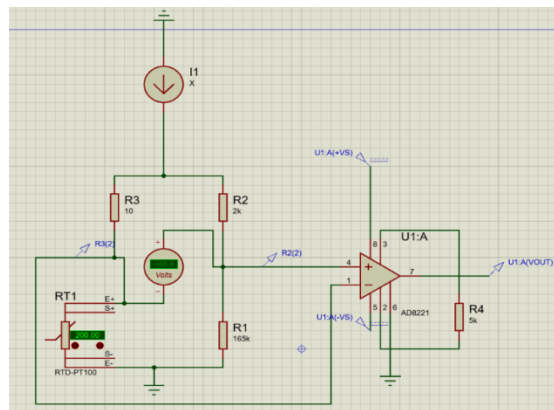 I1
X
R3
10
R2
2k
U1:A(+VS)
R3(2)
Volts
R2(2)
U1:A
8
3
4
1
7
U1:A(VOUT)
5
2
6
AD8221
U1:A(-VS)
R4
5k
RT1
E+
S+
200.00
S-
E-
RTD-PT100
R1
165k
+
-
+
-